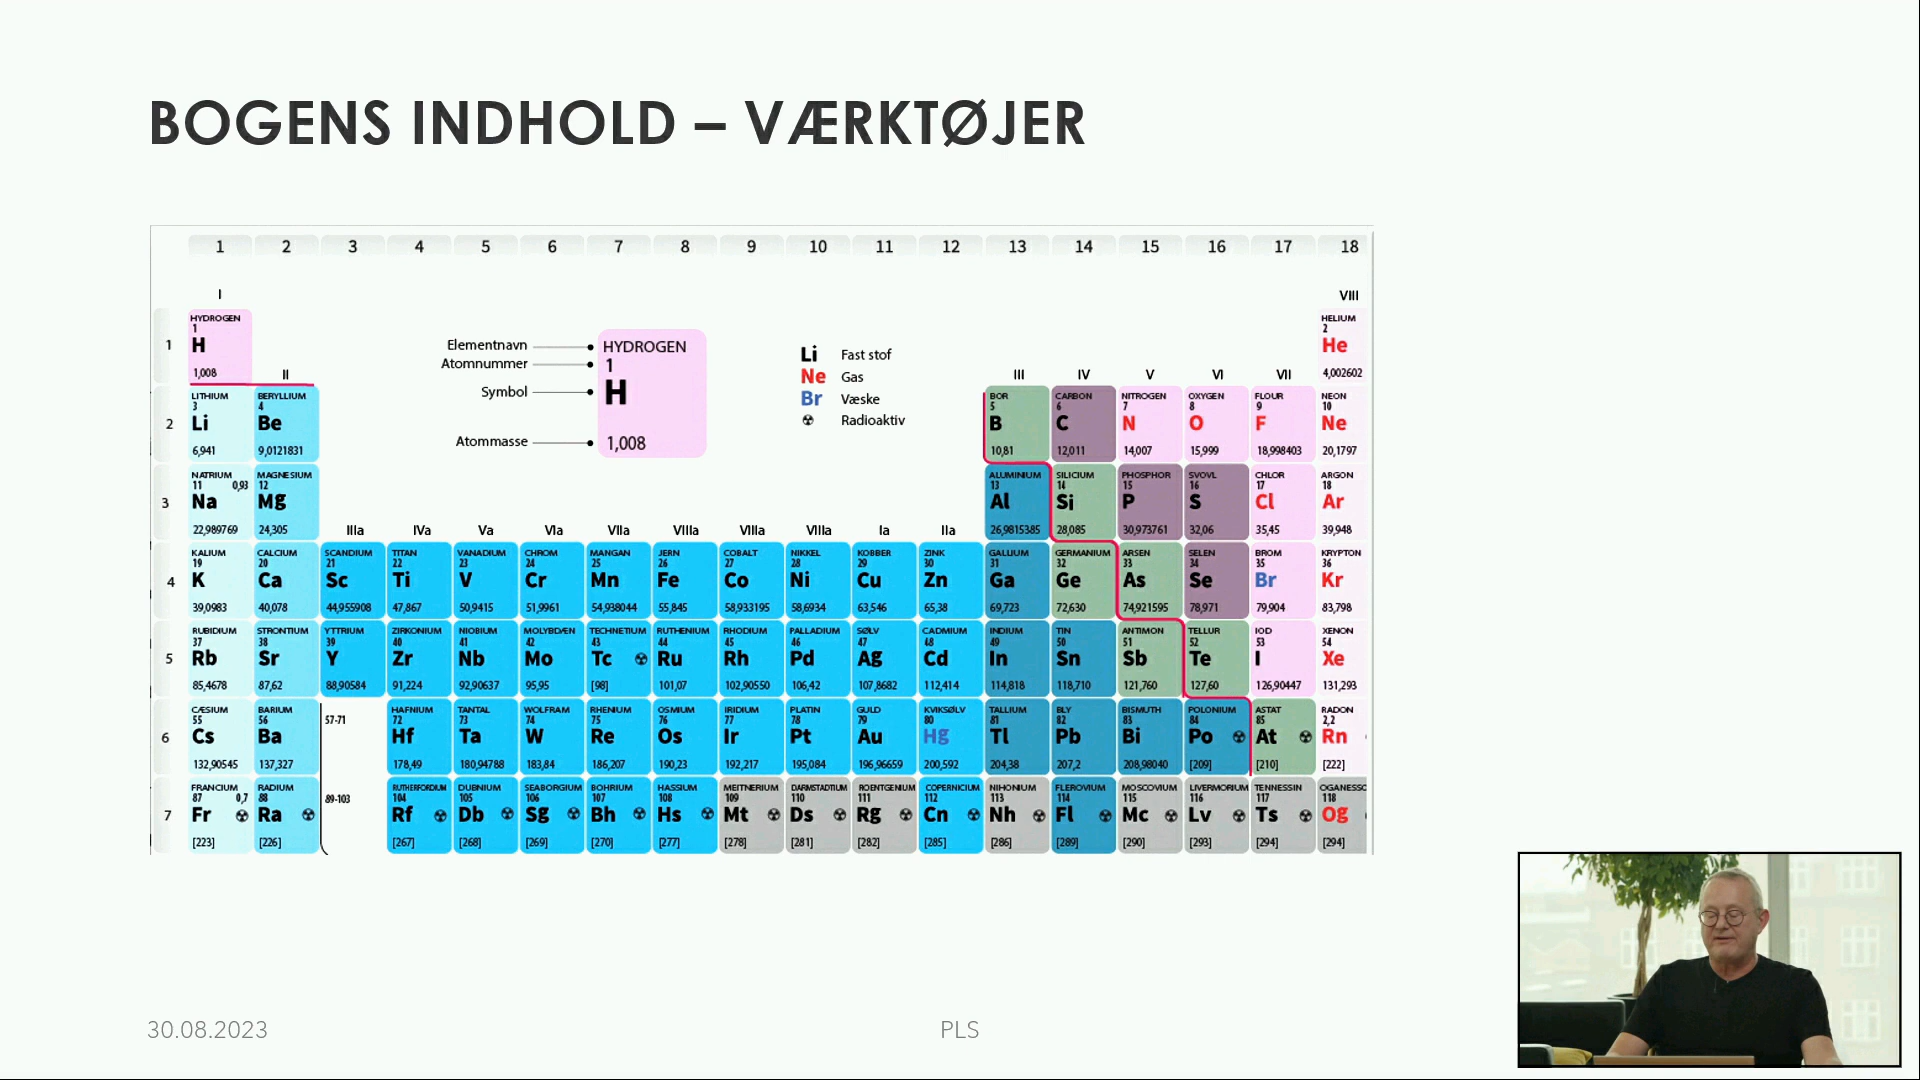 BOGENS INDHOLD – VÆRKTØJER
1 2 3 4 5 6 7 8 9 10 11 12 13 14 15 16 17 18
I VIII
1
HYDROGEN 1 H 1,008
Elementnavn
Atomnummer
Symbol
Atommasse
HYDROGEN
1
H
1,008
Li Fast stof
Ne Gas
Br Væske
Radioaktiv
HELIUM 2 He 4,002602
II III IV V VI VII
2
LITHIUM 3 Li 6,941
BERYLLIUM 4 Be 9,0121831
BOR 5 B 10,81
CARBON 6 C 12,011
NITROGEN 7 N 14,007
OXYGEN 8 O 15,999
FLOUR 9 F 18,998403
NEON 10 Ne 20,1797
3
NATRIUM 11 0,93 Na 22,989769
MAGNESIUM 12 Mg 24,305
ALUMINIUM 13 Al 26,9815385
SILICIUM 14 Si 28,085
PHOSPHOR 15 P 30,973761
SVOVL 16 S 32,06
CHLOR 17 Cl 35,45
ARGON 18 Ar 39,948
IIIa IVa Va VIa VIIa VIIIa VIIIa VIIIa Ia IIa
4
KALIUM 19 K 39,0983
CALCIUM 20 Ca 40,078
SCANDIUM 21 Sc 44,955908
TITAN 22 Ti 47,867
VANADIUM 23 V 50,9415
CHROM 24 Cr 51,9961
MANGAN 25 Mn 54,938044
JERN 26 Fe 55,845
COBALT 27 Co 58,933195
NIKKEL 28 Ni 58,6934
KOBBER 29 Cu 63,546
ZINK 30 Zn 65,38
GALLIUM 31 Ga 69,723
GERMANIUM 32 Ge 72,630
ARSEN 33 As 74,921595
SELEN 34 Se 78,971
BROM 35 Br 79,904
KRYPTON 36 Kr 83,798
5
RUBIDIUM 37 Rb 85,4678
STRONTIUM 38 Sr 87,62
YTTRIUM 39 Y 88,90584
ZIRKONIUM 40 Zr 91,224
NIOBIUM 41 Nb 92,90637
MOLYBDÆN 42 Mo 95,95
TECHNETIUM 43 Tc [98]
RUTHENIUM 44 Ru 101,07
RHODIUM 45 Rh 102,90550
PALLADIUM 46 Pd 106,42
SØLV 47 Ag 107,8682
CADMIUM 48 Cd 112,414
INDIUM 49 In 114,818
TIN 50 Sn 118,710
ANTIMON 51 Sb 121,760
TELLUR 52 Te 127,60
IOD 53 I 126,90447
XENON 54 Xe 131,293
6
CÆSIUM 55 Cs 132,90545
BARIUM 56 Ba 137,327
57-71
HAFNIUM 72 Hf 178,49
TANTAL 73 Ta 180,94788
WOLFRAM 74 W 183,84
RHENIUM 75 Re 186,207
OSMIUM 76 Os 190,23
IRIDIUM 77 Ir 192,217
PLATIN 78 Pt 195,084
GULD 79 Au 196,96659
KVIKSØLV 80 Hg 200,592
TALLIUM 81 Tl 204,38
BLY 82 Pb 207,2
BISMUTH 83 Bi 208,98040
POLONIUM 84 Po [209]
ASTAT 85 At [210]
RADON 2,2 Rn [222]
7
FRANCIUM 87 0,7 Fr [223]
RADIUM 88 Ra [226]
89-103
RUTHERFORDIUM 104 Rf [267]
DUBNIUM 105 Db [268]
SEABORGIUM 106 Sg [269]
BOHRIUM 107 Bh [270]
HASSIUM 108 Hs [277]
MEITNERIUM 109 Mt [278]
DARMSTADTIUM 110 Ds [281]
ROENTGENIUM 111 Rg [282]
COPERNICIUM 112 Cn [285]
NIHONIUM 113 Nh [286]
FLEROVIUM 114 Fl [289]
MOSCOVIUM 115 Mc [290]
LIVERMORIUM 116 Lv [293]
TENNESSIN 117 Ts [294]
OGANESSO 118 Og [294]
30.08.2023 PLS